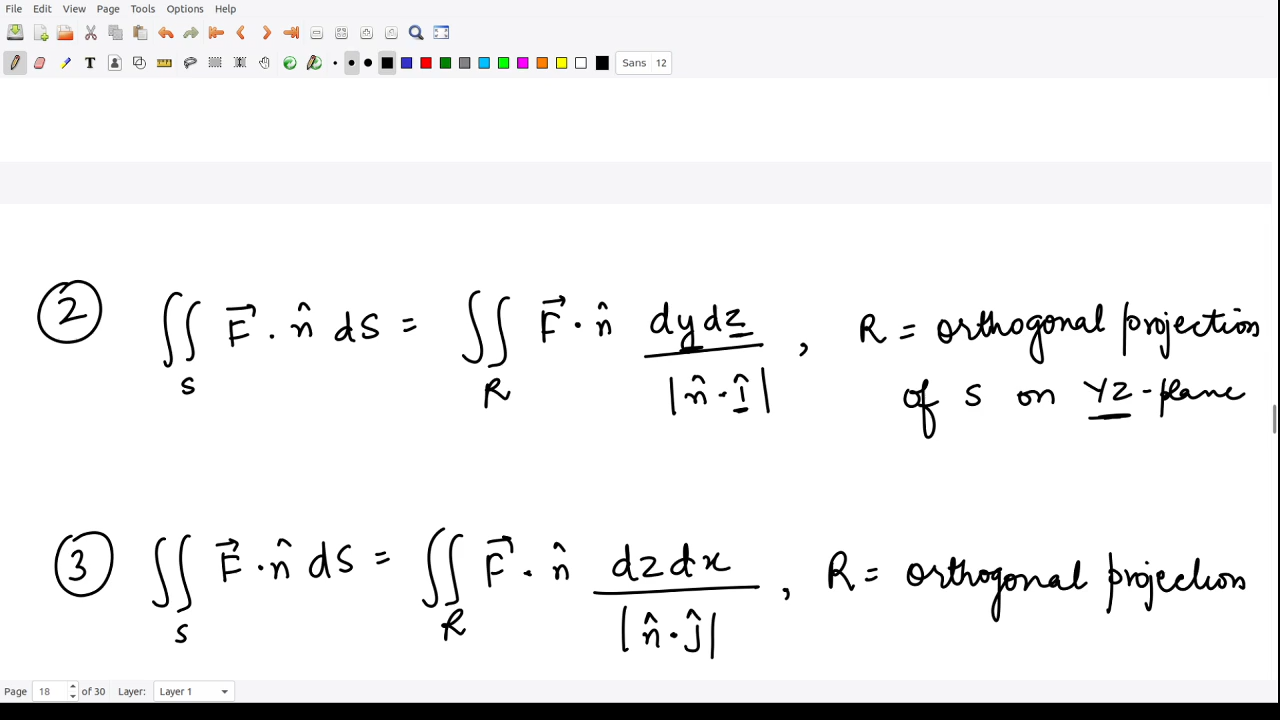 File Edit View Page Tools Options Help
Sans 12
② ∬_S F⃗ · n̂ dS = ∬_R F⃗ · n̂ dydz / |n̂ · î| , R = orthogonal projection
of S on YZ-plane
③ ∬_S F⃗ · n̂ dS = ∬_R F⃗ · n̂ dzdx / |n̂ · ĵ| , R = orthogonal projection
Page 18 of 30 Layer: Layer 1